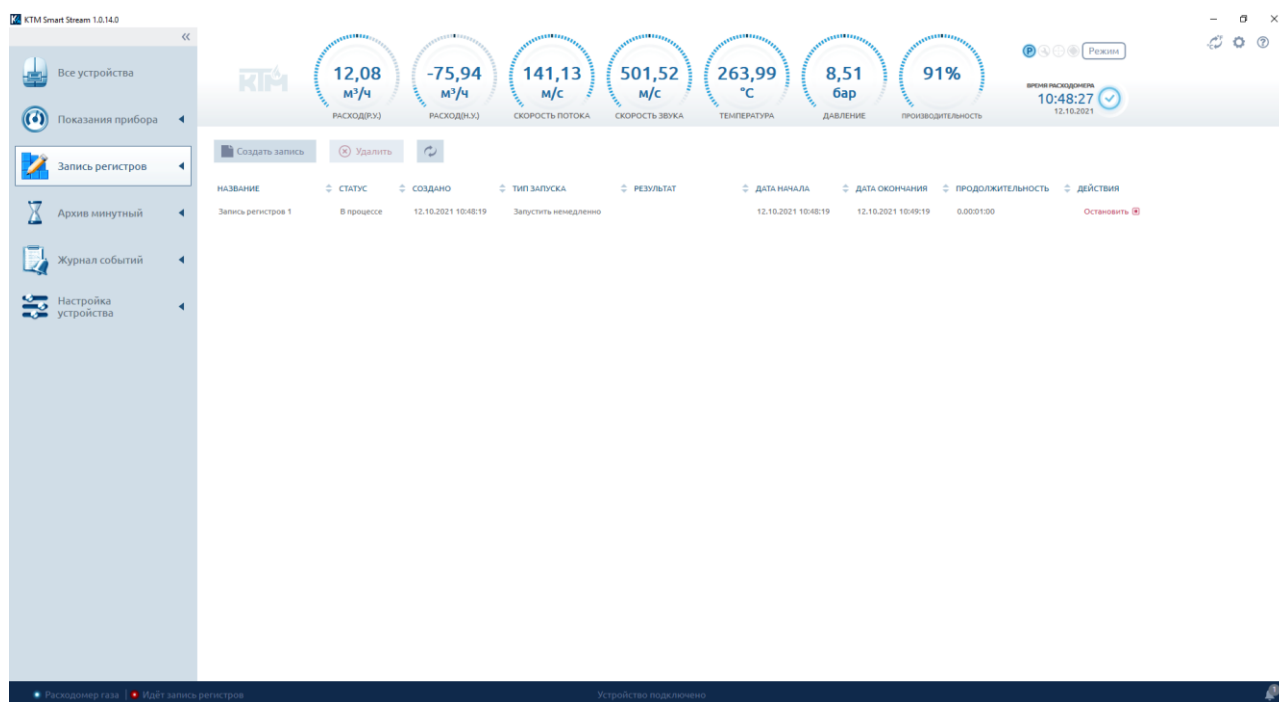 KTM Smart Stream 1.0.14.0
Все устройства
Показания прибора
Запись регистров
Архив минутный
Журнал событий
Настройка
устройства
КТМ
12,08
м³/ч
РАСХОД(Р.У.)
-75,94
м³/ч
РАСХОД(Н.У.)
141,13
м/с
СКОРОСТЬ ПОТОКА
501,52
м/с
СКОРОСТЬ ЗВУКА
263,99
°C
ТЕМПЕРАТУРА
8,51
бар
ДАВЛЕНИЕ
91%
ПРОИЗВОДИТЕЛЬНОСТЬ
P
Режим
ВРЕМЯ РАСХОДОМЕРА
10:48:27
12.10.2021
Создать запись Удалить
НАЗВАНИЕ СТАТУС СОЗДАНО ТИП ЗАПУСКА РЕЗУЛЬТАТ ДАТА НАЧАЛА ДАТА ОКОНЧАНИЯ ПРОДОЛЖИТЕЛЬНОСТЬ ДЕЙСТВИЯ
Запись регистров 1 В процессе 12.10.2021 10:48:19 Запустить немедленно 12.10.2021 10:48:19 12.10.2021 10:49:19 0.00:01:00 Остановить
Расходомер газа | Идёт запись регистров Устройство подключено 1